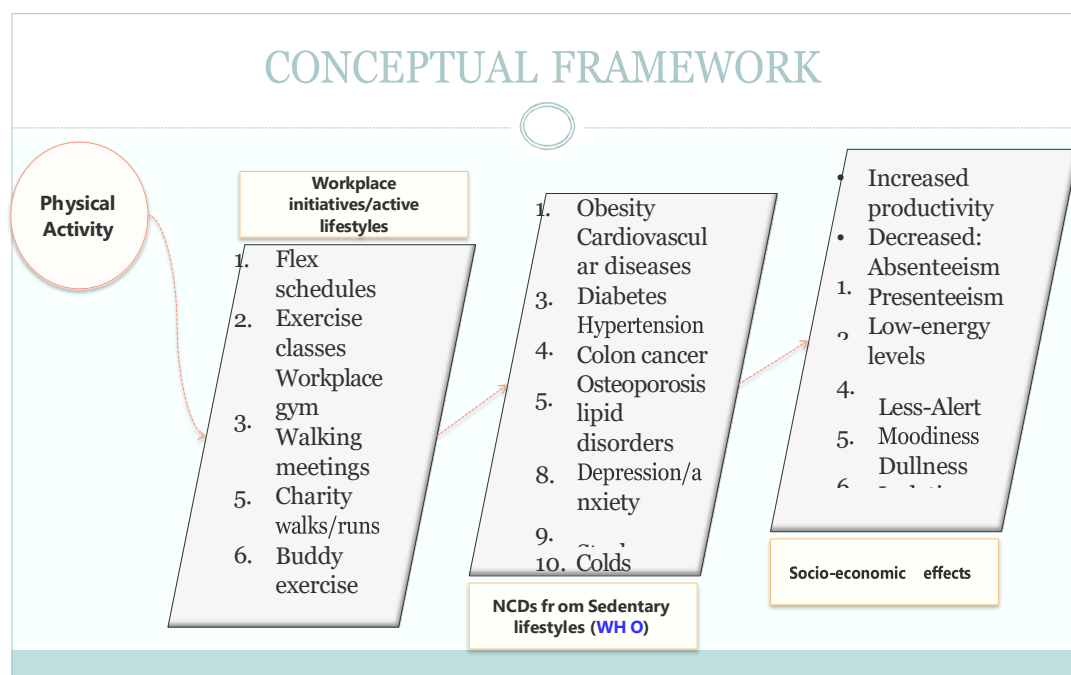 CONCEPTUAL FRAMEWORK
Physical
Activity
Workplace
initiatives/active
lifestyles
1. Flex
schedules
2. Exercise
classes
Workplace
gym
3. Walking
meetings
5. Charity
walks/runs
6. Buddy
exercise
1. Obesity
Cardiovascul
ar diseases
3. Diabetes
Hypertension
4. Colon cancer
5. Osteoporosis
lipid
disorders
8. Depression/a
nxiety
9.
10. Colds
NCDs fr om Sedentary
lifestyles (WH O)
• Increased
productivity
• Decreased:
Absenteeism
1. Presenteeism
Low-energy
levels
4.
Less-Alert
5. Moodiness
Dullness
Socio-economic effects